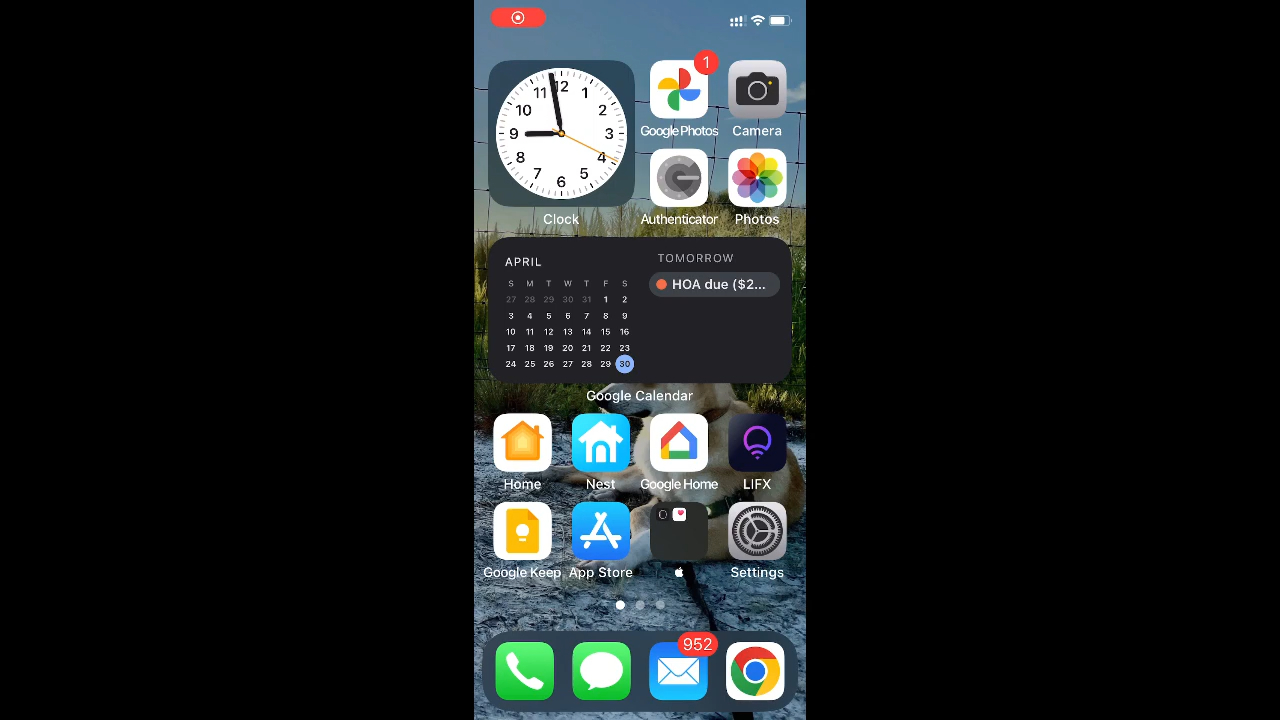 12
11
1
10
2
9
3
8
4
7
5
6
Clock
1
Google Photos
Camera
Authenticator
Photos
APRIL
S M T W T F S
27 28 29 30 31 1 2
3 4 5 6 7 8 9
10 11 12 13 14 15 16
17 18 19 20 21 22 23
24 25 26 27 28 29 30
TOMORROW
HOA due ($2...
Google Calendar
Home
Nest
Google Home
LIFX
Google Keep
App Store
Settings
952